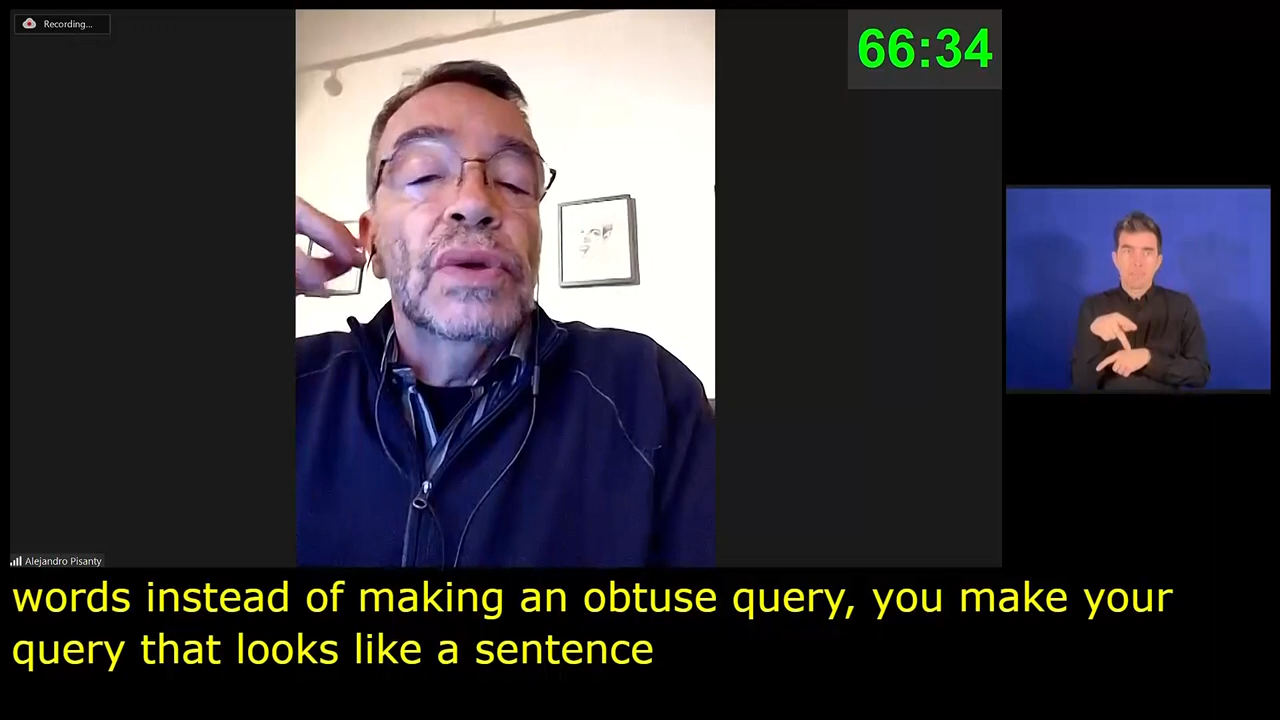 Recording...
66:34
Alejandro Pisanty
words instead of making an obtuse query, you make your
query that looks like a sentence